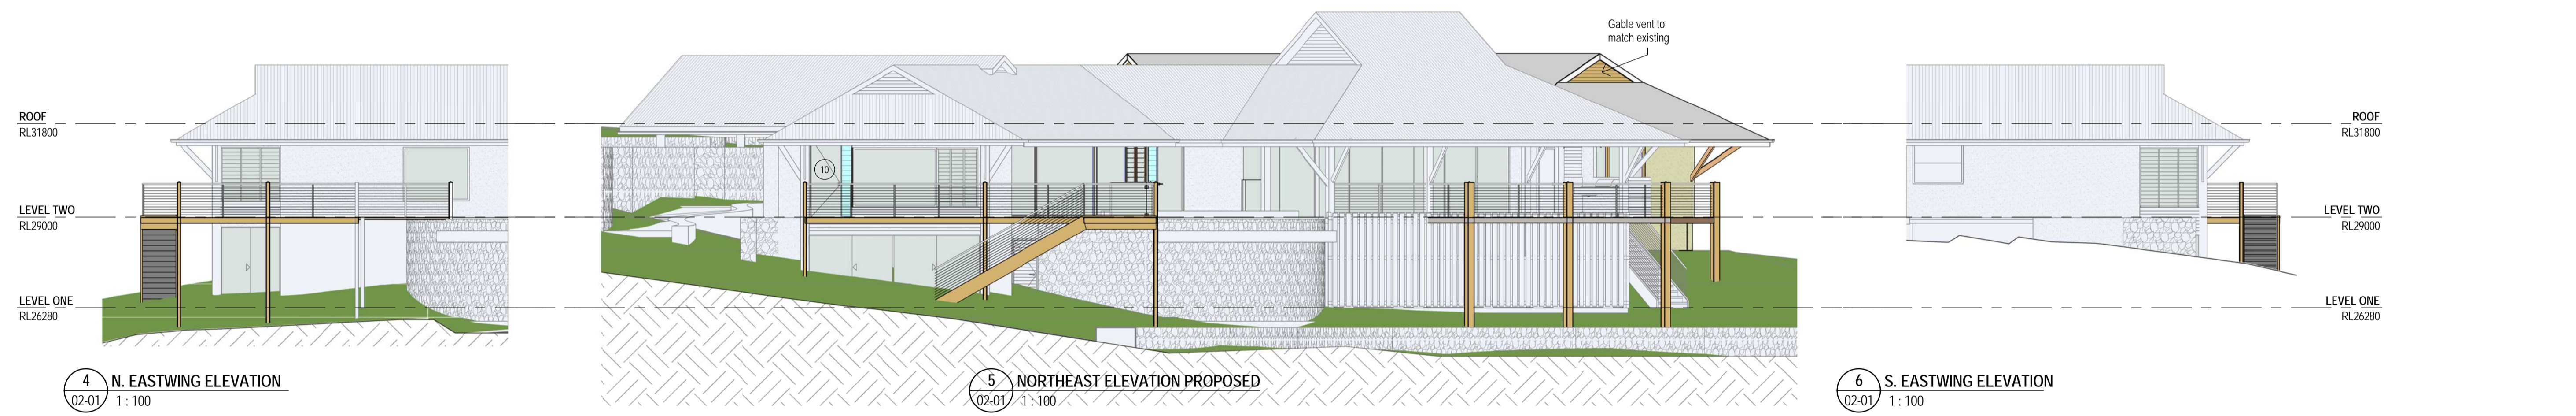 Gable vent to
match existing
ROOF
RL31800
LEVEL TWO
RL29000
LEVEL ONE
RL26280
10
ROOF
RL31800
LEVEL TWO
RL29000
LEVEL ONE
RL26280
4 N. EASTWING ELEVATION
02-01 1 : 100
5 NORTHEAST ELEVATION PROPOSED
02-01 1 : 100
6 S. EASTWING ELEVATION
02-01 1 : 100